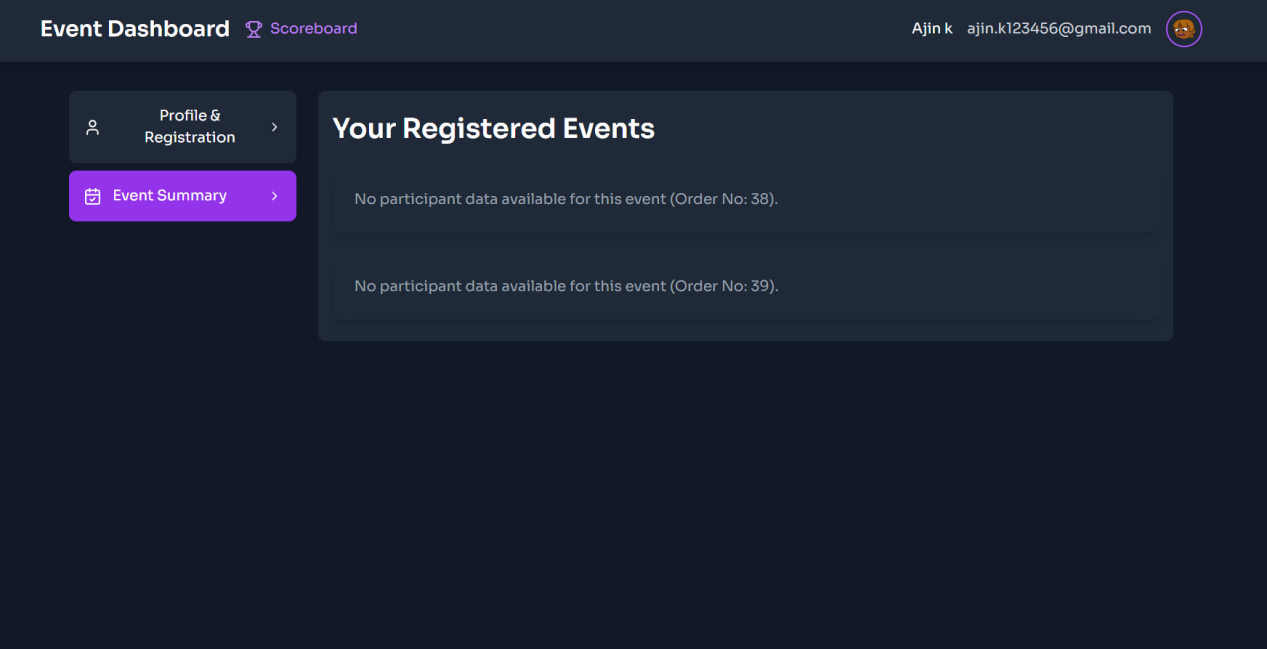 Event Dashboard
Scoreboard
Ajin k
ajin.k123456@gmail.com
Profile &
Registration
Event Summary
Your Registered Events
No participant data available for this event (Order No: 38).
No participant data available for this event (Order No: 39).